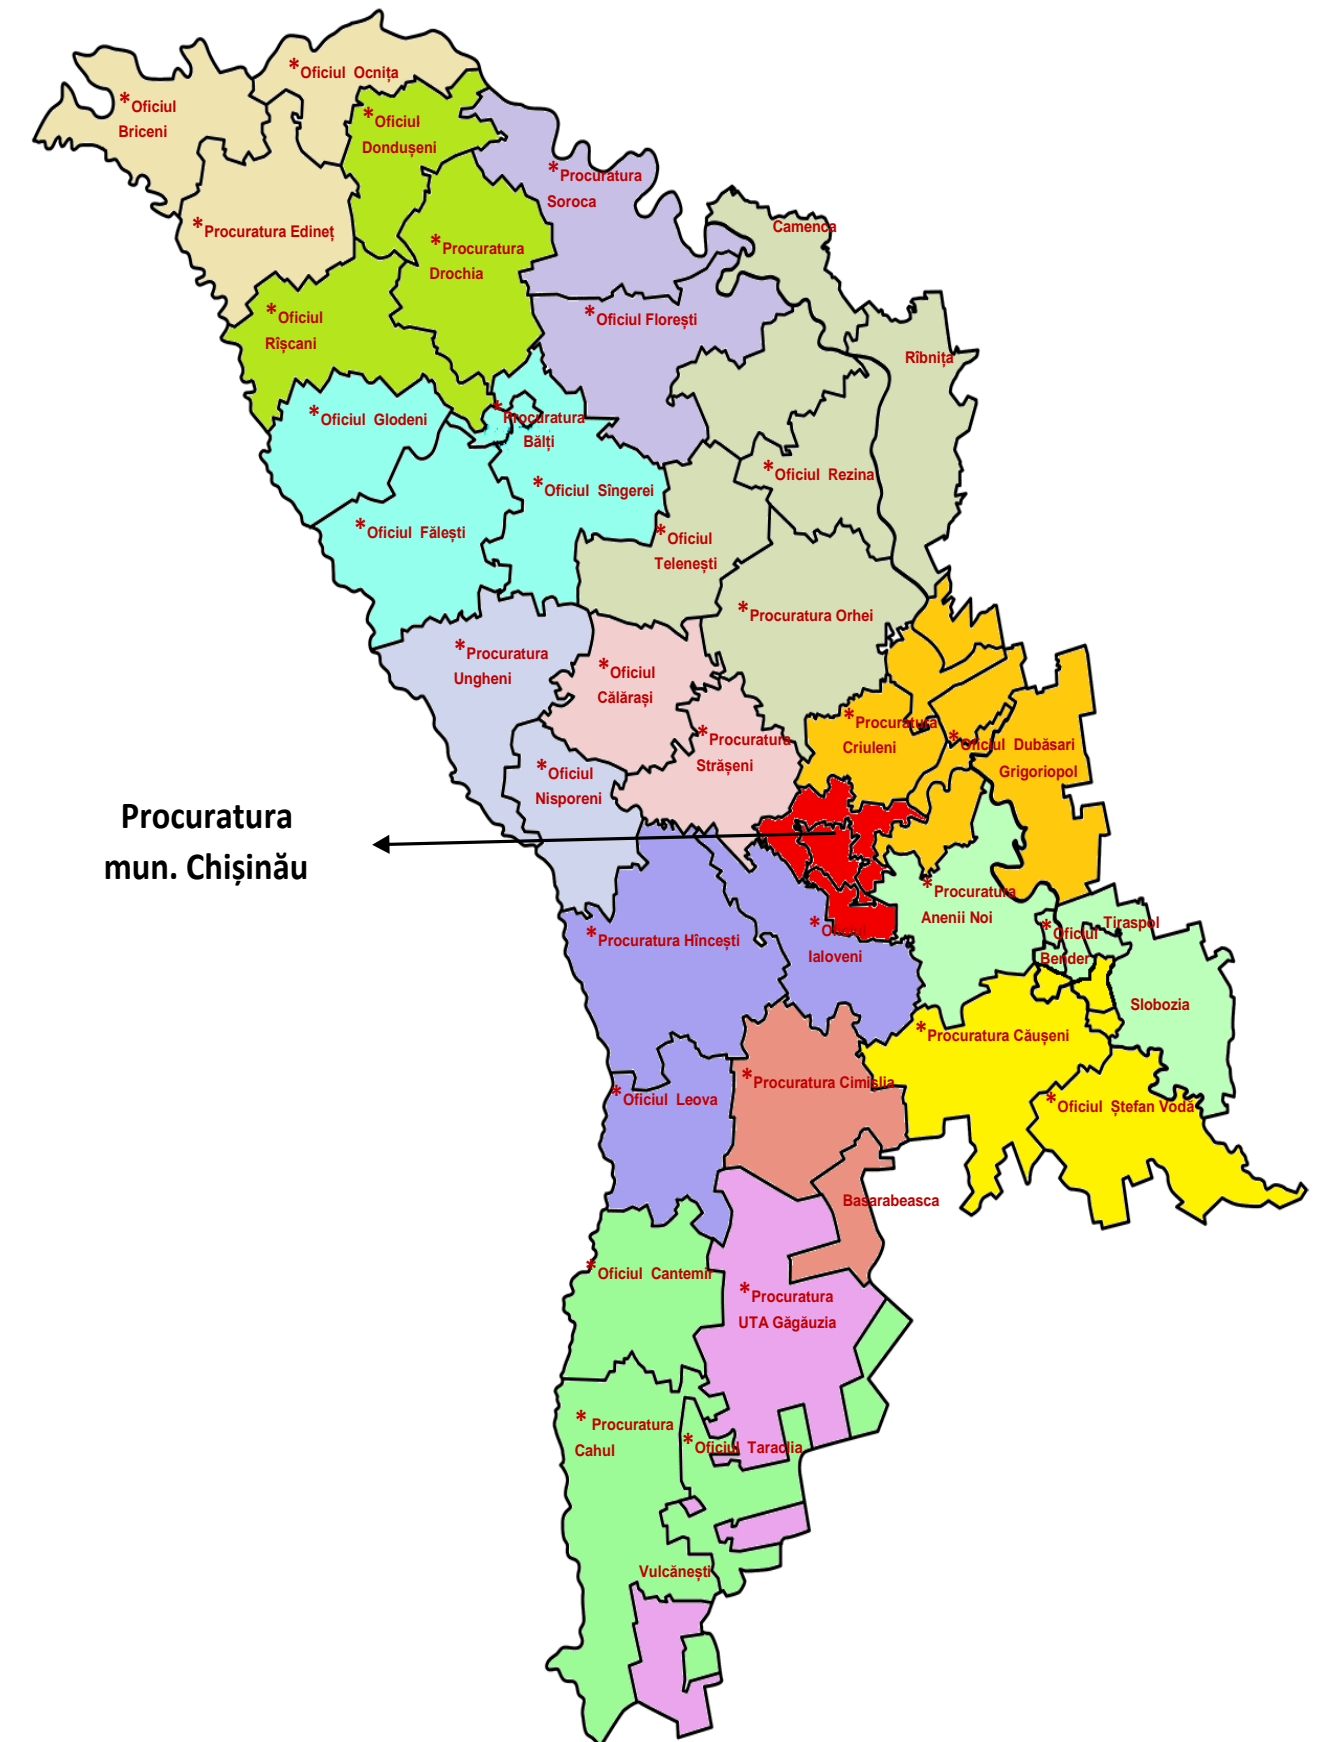 *Oficiul Ocnița
*Oficiul
Briceni
*Oficiul
Dondușeni
*Procuratura
Soroca
*Procuratura Edineț
Camenca
*Procuratura
Drochia
*Oficiul
Rîșcani
*Oficiul Florești
Rîbnița
*Oficiul Glodeni
*Procuratura
Bălți
*Oficiul Rezina
*Oficiul Sîngerei
*Oficiul Fălești
*Oficiul
Telenești
*Procuratura Orhei
*Procuratura
Ungheni
*Oficiul
Călărași
*Procuratura
Strășeni
*Procuratura
Criuleni
*Oficiul Dubăsari
Grigoriopol
*Oficiul
Nisporeni
Procuratura
mun. Chișinău
*Procuratura
Anenii Noi
*Procuratura Hîncești
*Oficiul
Ialoveni
*Oficiul
Bender
Tiraspol
Slobozia
*Procuratura Căușeni
*Procuratura Cimișlia
*Oficiul Leova
*Oficiul Ștefan Vodă
Basarabeasca
*Oficiul Cantemir
*Procuratura
UTA Găgăuzia
* Procuratura
Cahul
*Oficiul Taraclia
Vulcănești